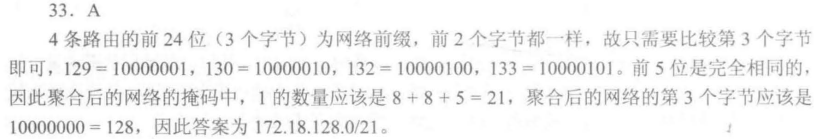 33．A
4 条路由的前 24 位（3 个字节）为网络前缀，前 2 个字节都一样，故只需要比较第 3 个字节
即可，129 = 10000001，130 = 10000010，132 = 10000100，133 = 10000101。前 5 位是完全相同的，
因此聚合后的网络的掩码中，1 的数量应该是 8 + 8 + 5 = 21，聚合后的网络的第 3 个字节应该是
10000000 = 128，因此答案为 172.18.128.0/21。